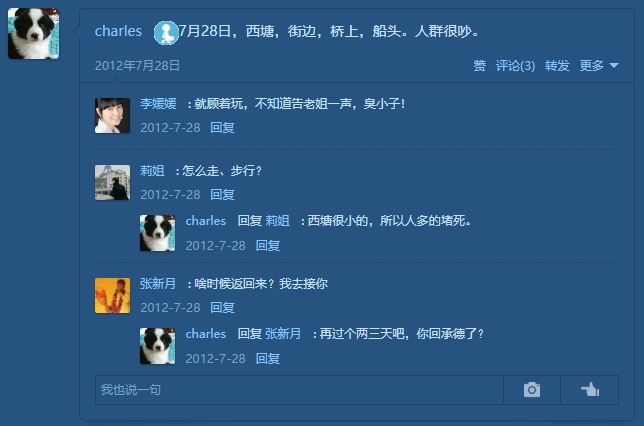 charles 7月28日，西塘，街边，桥上，船头。人群很吵。
2012年7月28日 赞 评论(3) 转发 更多
李媛媛 ：就顾着玩，不知道告老姐一声，臭小子！
2012-7-28 回复
莉姐 ：怎么走、步行？
2012-7-28 回复
charles 回复 莉姐 ：西塘很小的，所以人多的堵死。
2012-7-28 回复
张新月 ：啥时候返回来？我去接你
2012-7-28 回复
charles 回复 张新月 ：再过个两三天吧，你回承德了？
2012-7-28 回复
我也说一句